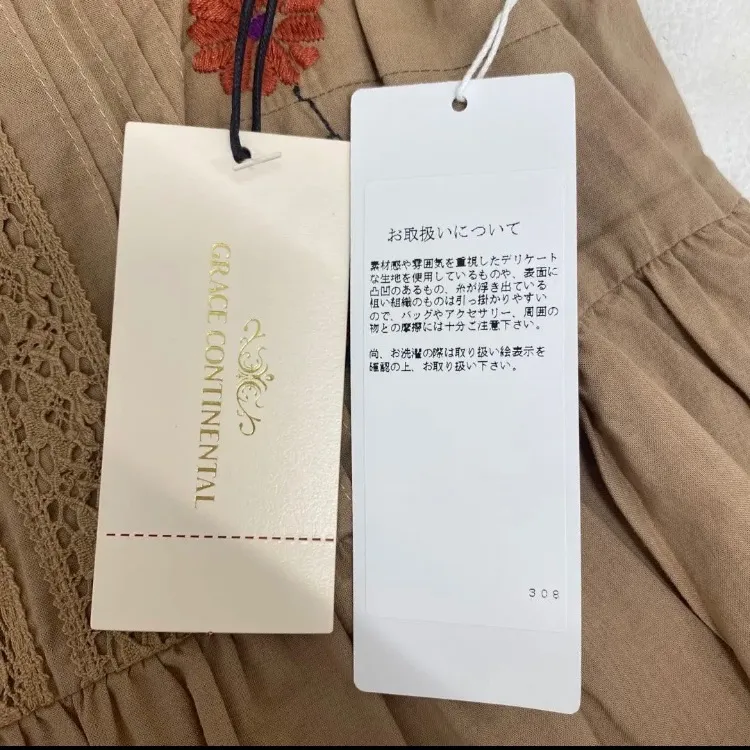 GRACE CONTINENTAL
お取扱いについて
素材感や雰囲気を重視したデリケート
な生地を使用しているものや、表面に
凸凹のあるもの、糸が浮き出ている
粗い組織のものは引っ掛かりやすい
ので、バッグやアクセサリー、周囲の
物との摩擦には十分ご注意下さい。
尚、お洗濯の際は取り扱い絵表示を
確認の上、お取り扱い下さい。
308